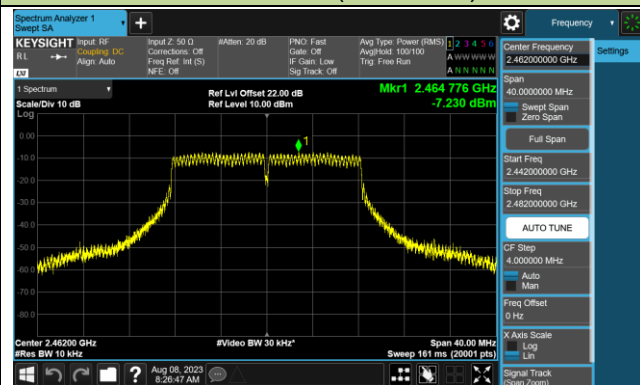 Spectrum Analyzer 1
Swept SA
Frequency
KEYSIGHT
RL
LXI
Input: RF
Coupling: DC
Align: Auto
Input Z: 50 Ω
Corrections: Off
Freq Ref: Int (S)
NFE: Off
#Atten: 20 dB
PNO: Fast
Gate: Off
IF Gain: Low
Sig Track: Off
Avg Type: Power (RMS)
Avg|Hold: 100/100
Trig: Free Run
1 2 3 4 5 6
A W W W W W
A N N N N N
Center Frequency
2.462000000 GHz
Settings
Span
40.0000000 MHz
Swept Span
Zero Span
Full Span
Start Freq
2.442000000 GHz
Stop Freq
2.482000000 GHz
AUTO TUNE
CF Step
4.000000 MHz
Auto
Man
Freq Offset
0 Hz
X Axis Scale
Log
Lin
Signal Track
(Span Zoom)
1 Spectrum
Scale/Div 10 dB
Log
Ref Lvl Offset 22.00 dB
Ref Level 10.00 dBm
Mkr1 2.464 776 GHz
-7.230 dBm
1
0.00
-10.0
-20.0
-30.0
-40.0
-50.0
-60.0
-70.0
-80.0
Center 2.46200 GHz
#Res BW 10 kHz
#Video BW 30 kHz*
Span 40.00 MHz
Sweep 161 ms (20001 pts)
?
Aug 08, 2023
8:26:47 AM